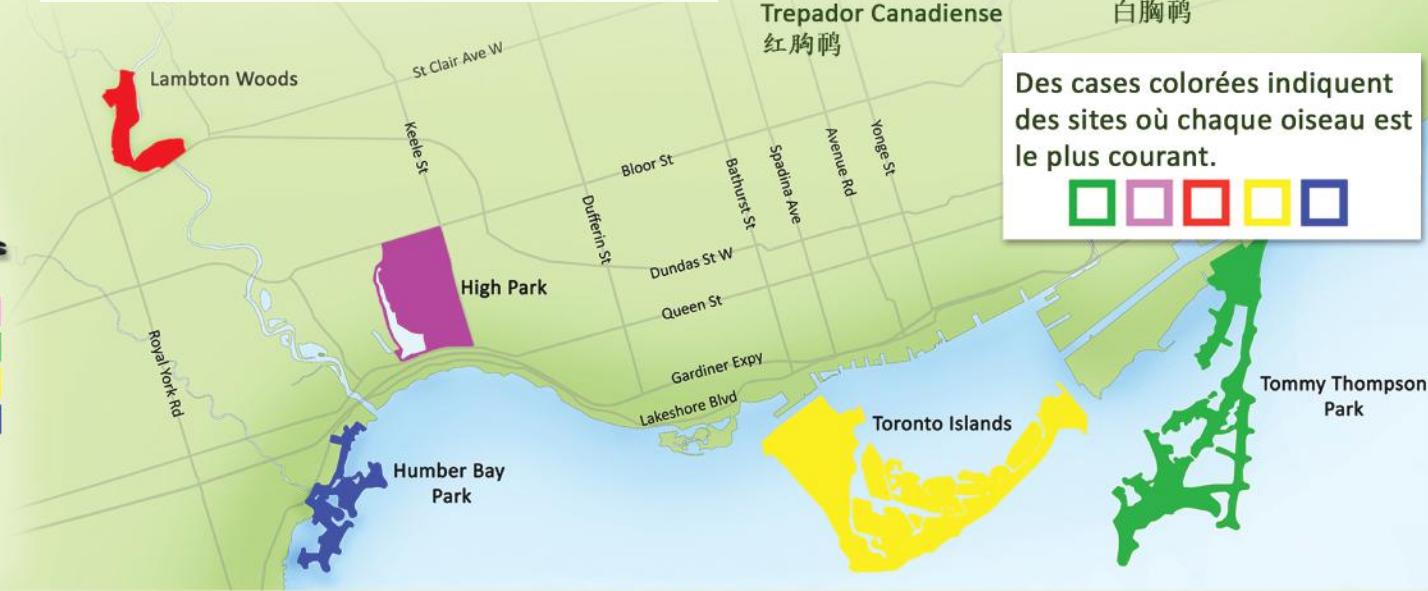 Trepador Canadiense
红胸䴓
白胸䴓
Des cases colorées indiquent
des sites où chaque oiseau est
le plus courant.
Lambton Woods
St Clair Ave W
Keele St
Bloor St
Dufferin St
Bathurst St
Spadina Ave
Avenue Rd
Yonge St
Dundas St W
High Park
Queen St
Royal York Rd
Gardiner Expy
Lakeshore Blvd
Toronto Islands
Tommy Thompson
Park
Humber Bay
Park